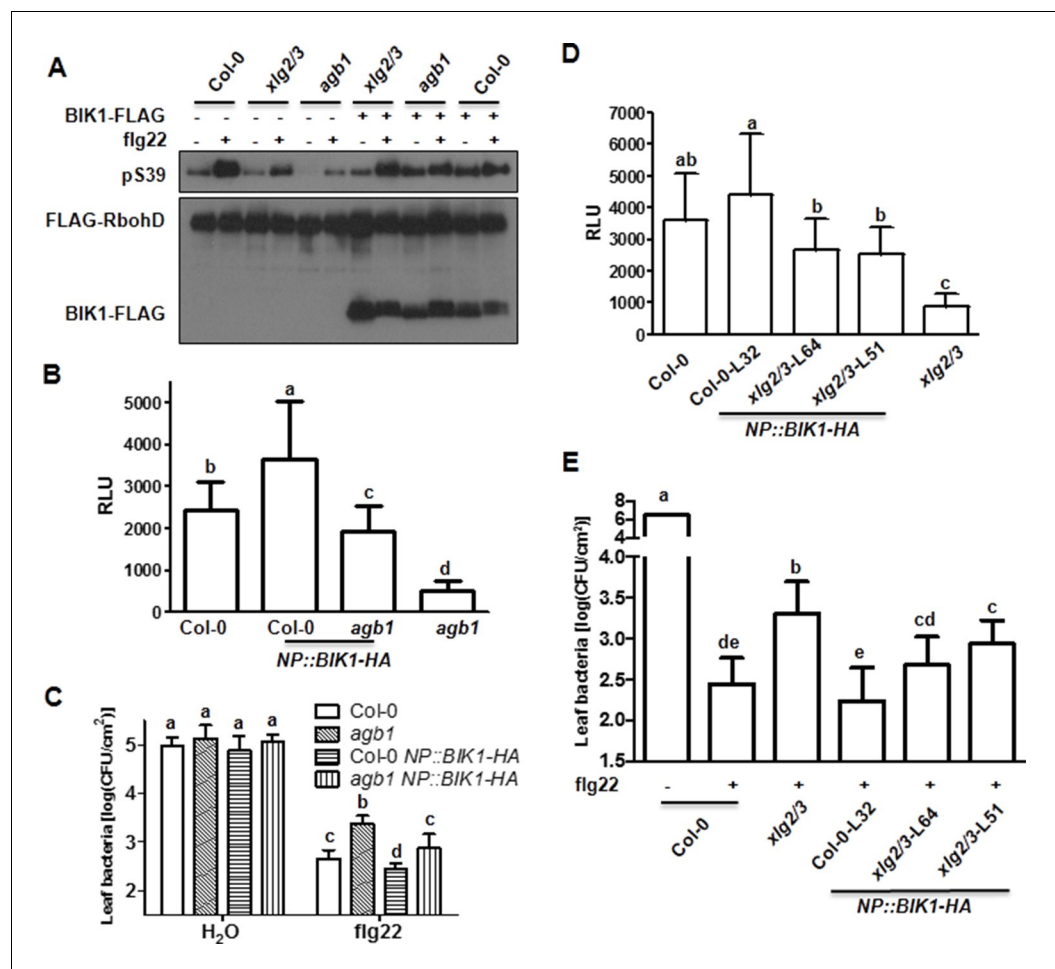 A
Col-0 xlg2/3 agb1 xlg2/3 agb1 Col-0
BIK1-FLAG - - - - - - + + + + + +
flg22 - + - + - + - + - + - +
pS39
FLAG-RbohD
BIK1-FLAG
B
RLU
5000
4000
3000
2000
1000
0
b
a
c
d
Col-0 Col-0 agb1 agb1
NP::BIK1-HA
C
Leaf bacteria [log(CFU/cm²)]
5
4
3
2
a a a a
c b d c
Col-0
agb1
Col-0 NP::BIK1-HA
agb1 NP::BIK1-HA
H₂O flg22
D
RLU
7000
6000
5000
4000
3000
2000
1000
0
ab
a
b
b
c
Col-0 Col-0-L32 xlg2/3-L64 xlg2/3-L51 xlg2/3
NP::BIK1-HA
E
Leaf bacteria [log(CFU/cm²)]
8
6
4
4.0
3.5
3.0
2.5
2.0
1.5
a
de
b
e
cd
c
flg22 - + + + + +
Col-0 xlg2/3 Col-0-L32 xlg2/3-L64 xlg2/3-L51
NP::BIK1-HA